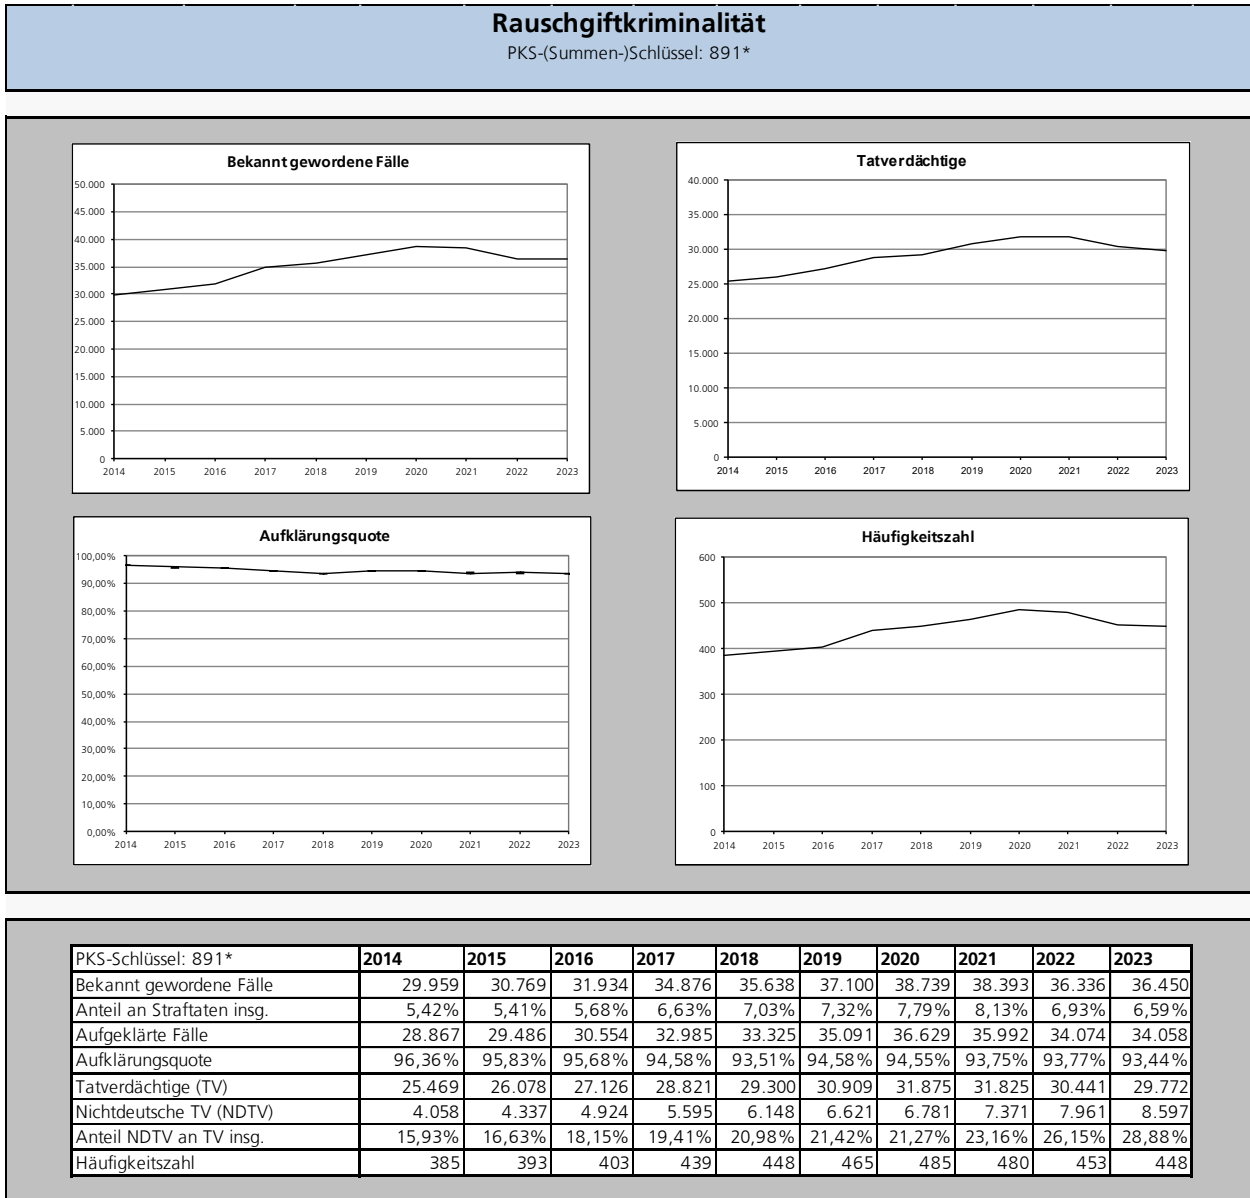 Rauschgiftkriminalität
PKS-(Summen-)Schlüssel: 891*
Bekannt gewordene Fälle
50.000
45.000
40.000
35.000
30.000
25.000
20.000
15.000
10.000
5.000
0
2014 2015 2016 2017 2018 2019 2020 2021 2022 2023
Tatverdächtige
40.000
35.000
30.000
25.000
20.000
15.000
10.000
5.000
0
2014 2015 2016 2017 2018 2019 2020 2021 2022 2023
Aufklärungsquote
100,00%
90,00%
80,00%
70,00%
60,00%
50,00%
40,00%
30,00%
20,00%
10,00%
0,00%
2014 2015 2016 2017 2018 2019 2020 2021 2022 2023
Häufigkeitszahl
600
500
400
300
200
100
0
2014 2015 2016 2017 2018 2019 2020 2021 2022 2023
PKS-Schlüssel: 891* 2014 2015 2016 2017 2018 2019 2020 2021 2022 2023
Bekannt gewordene Fälle 29.959 30.769 31.934 34.876 35.638 37.100 38.739 38.393 36.336 36.450
Anteil an Straftaten insg. 5,42% 5,41% 5,68% 6,63% 7,03% 7,32% 7,79% 8,13% 6,93% 6,59%
Aufgeklärte Fälle 28.867 29.486 30.554 32.985 33.325 35.091 36.629 35.992 34.074 34.058
Aufklärungsquote 96,36% 95,83% 95,68% 94,58% 93,51% 94,58% 94,55% 93,75% 93,77% 93,44%
Tatverdächtige (TV) 25.469 26.078 27.126 28.821 29.300 30.909 31.875 31.825 30.441 29.772
Nichtdeutsche TV (NDTV) 4.058 4.337 4.924 5.595 6.148 6.621 6.781 7.371 7.961 8.597
Anteil NDTV an TV insg. 15,93% 16,63% 18,15% 19,41% 20,98% 21,42% 21,27% 23,16% 26,15% 28,88%
Häufigkeitszahl 385 393 403 439 448 465 485 480 453 448